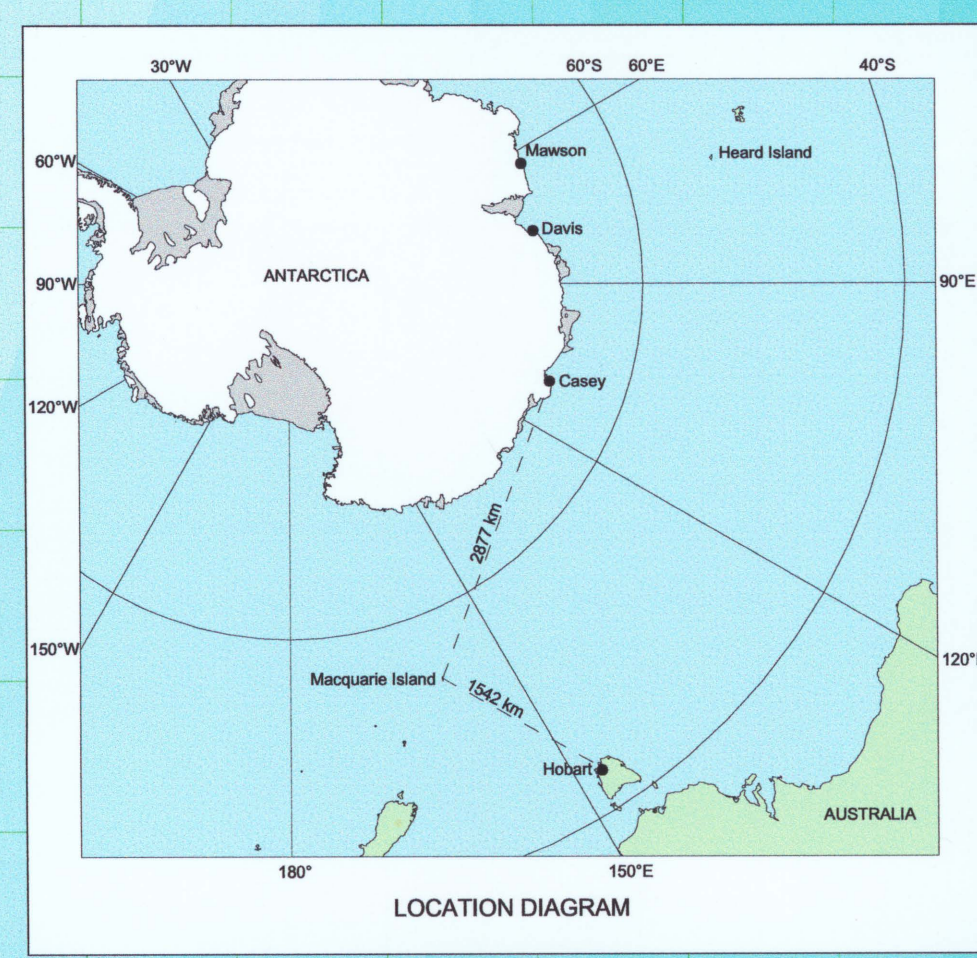 30°W
60°S
60°E
40°S
Mawson
Heard Island
60°W
Davis
ANTARCTICA
90°W
90°E
Casey
120°W
2877 km
150°W
120°
Macquarie Island
1542 km
Hobart
AUSTRALIA
180°
150°E
LOCATION DIAGRAM